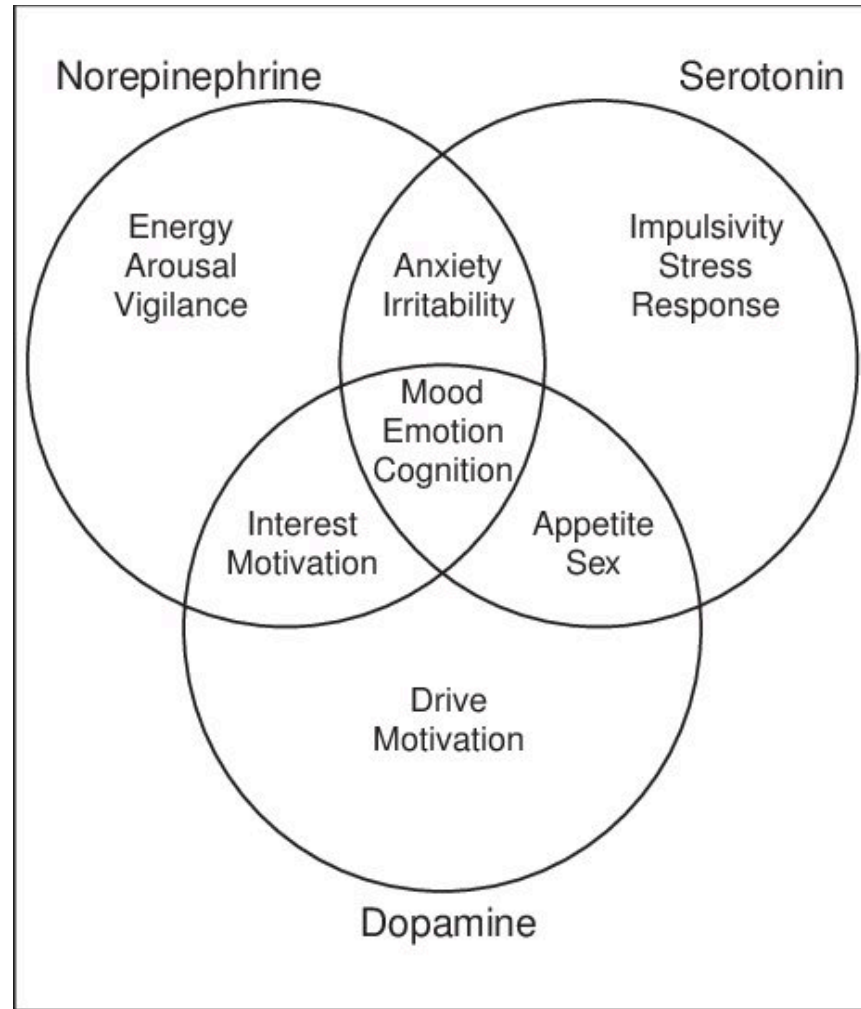 Norepinephrine
Serotonin
Energy
Arousal
Vigilance
Anxiety
Irritability
Impulsivity
Stress
Response
Mood
Emotion
Cognition
Interest
Motivation
Appetite
Sex
Drive
Motivation
Dopamine